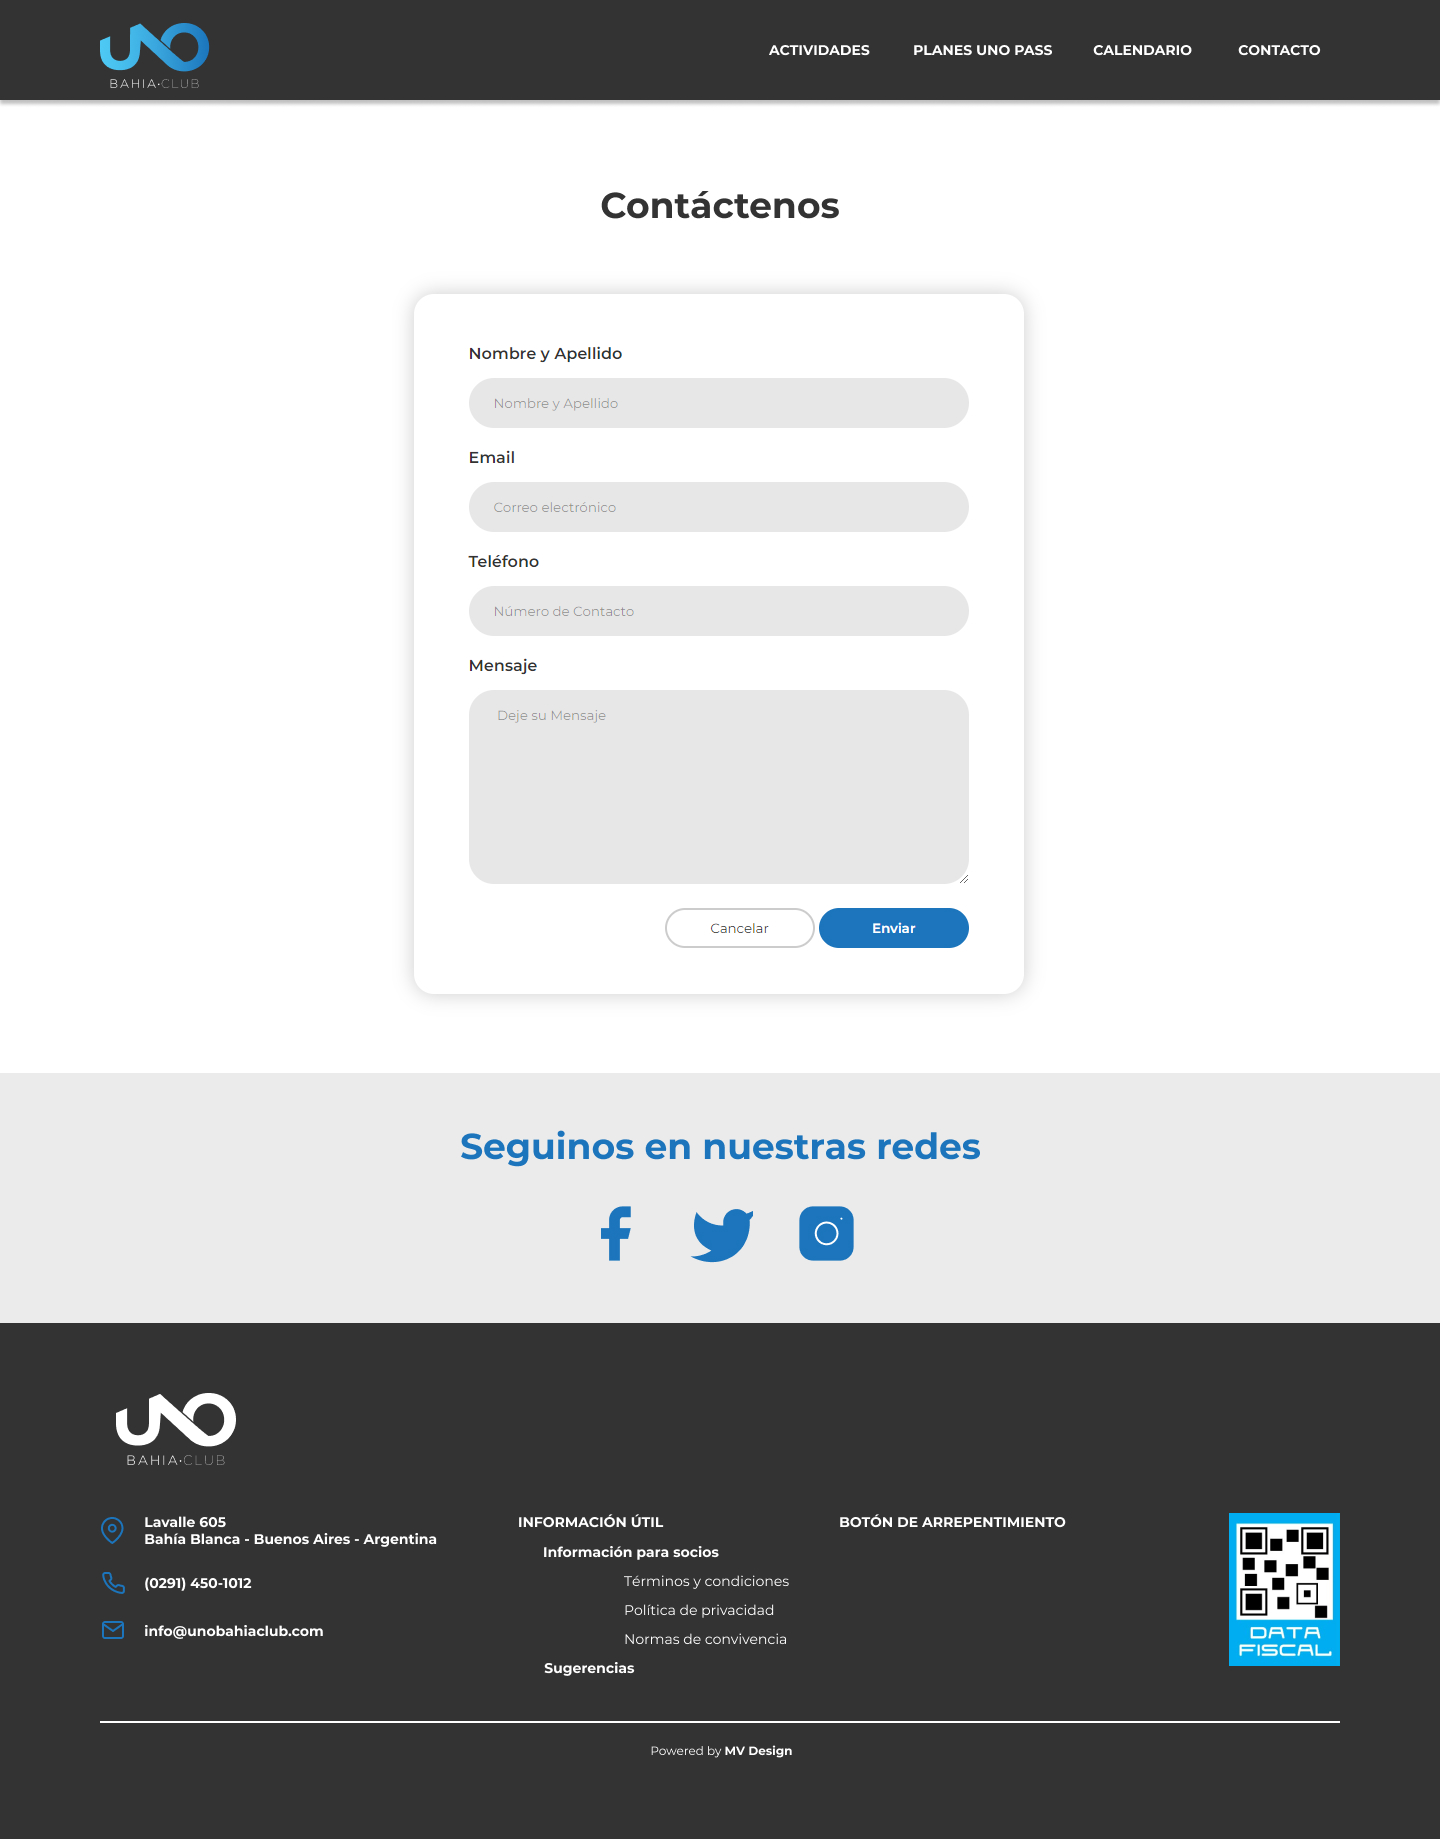 UNO
BAHIA·CLUB
ACTIVIDADES
PLANES UNO PASS
CALENDARIO
CONTACTO
Contáctenos
Nombre y Apellido
Nombre y Apellido
Email
Correo electrónico
Teléfono
Número de Contacto
Mensaje
Deje su Mensaje
Cancelar
Enviar
Seguinos en nuestras redes
UNO
BAHIA·CLUB
Lavalle 605
Bahía Blanca - Buenos Aires - Argentina
(0291) 450-1012
info@unobahiaclub.com
INFORMACIÓN ÚTIL
Información para socios
Términos y condiciones
Política de privacidad
Normas de convivencia
Sugerencias
BOTÓN DE ARREPENTIMIENTO
DATA
FISCAL
Powered by MV Design